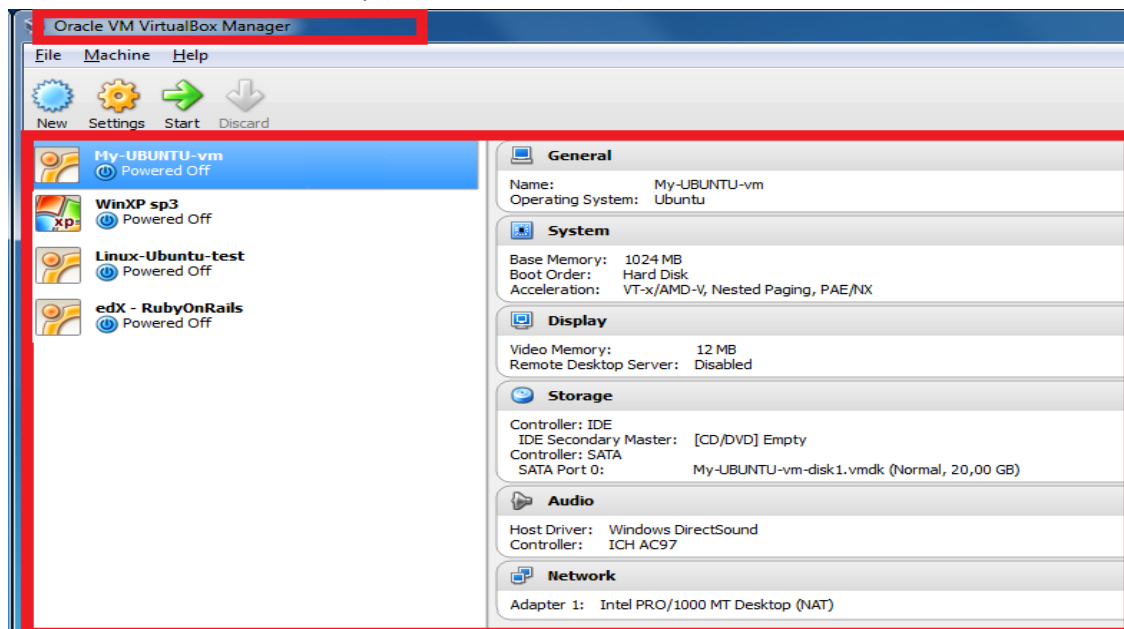 Oracle VM VirtualBox Manager
File Machine Help
New Settings Start Discard
My-UBUNTU-vm
Powered Off
WinXP sp3
Powered Off
Linux-Ubuntu-test
Powered Off
edX - RubyOnRails
Powered Off
General
Name: My-UBUNTU-vm
Operating System: Ubuntu
System
Base Memory: 1024 MB
Boot Order: Hard Disk
Acceleration: VT-x/AMD-V, Nested Paging, PAE/NX
Display
Video Memory: 12 MB
Remote Desktop Server: Disabled
Storage
Controller: IDE
IDE Secondary Master: [CD/DVD] Empty
Controller: SATA
SATA Port 0: My-UBUNTU-vm-disk1.vmdk (Normal, 20,00 GB)
Audio
Host Driver: Windows DirectSound
Controller: ICH AC97
Network
Adapter 1: Intel PRO/1000 MT Desktop (NAT)